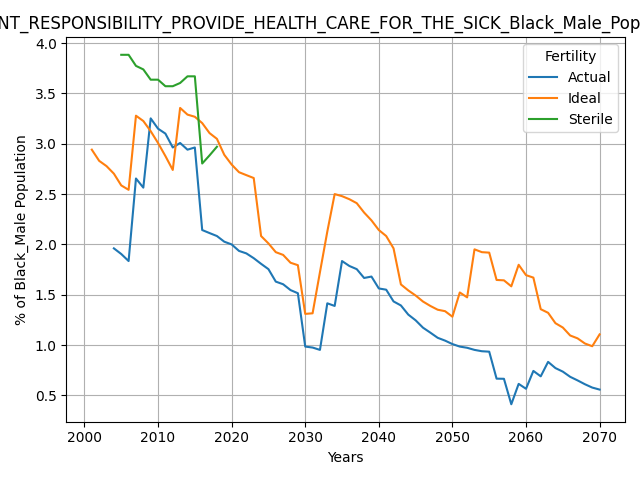 NT_RESPONSIBILITY_PROVIDE_HEALTH_CARE_FOR_THE_SICK_Black_Male_Pop
4.0
3.5
3.0
2.5
2.0
1.5
1.0
0.5
% of Black_Male Population
Fertility
Actual
Ideal
Sterile
2000 2010 2020 2030 2040 2050 2060 2070
Years